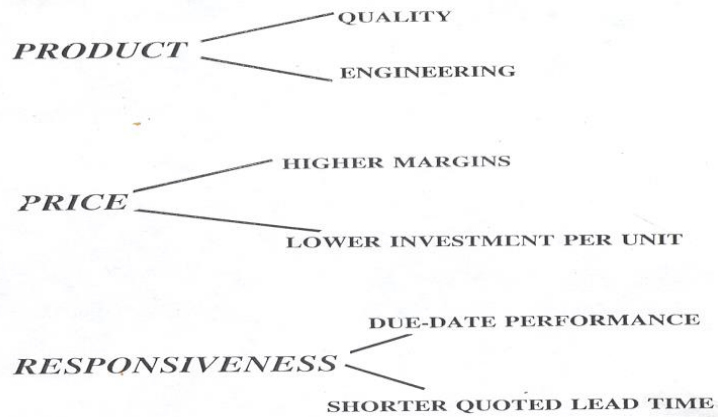 QUALITY
PRODUCT
ENGINEERING
HIGHER MARGINS
PRICE
LOWER INVESTMENT PER UNIT
DUE-DATE PERFORMANCE
RESPONSIVENESS
SHORTER QUOTED LEAD TIME